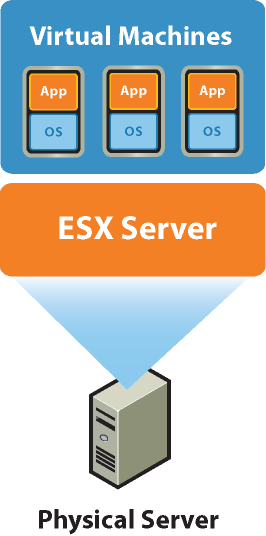 Virtual Machines
App App App
OS OS OS
ESX Server
Physical Server